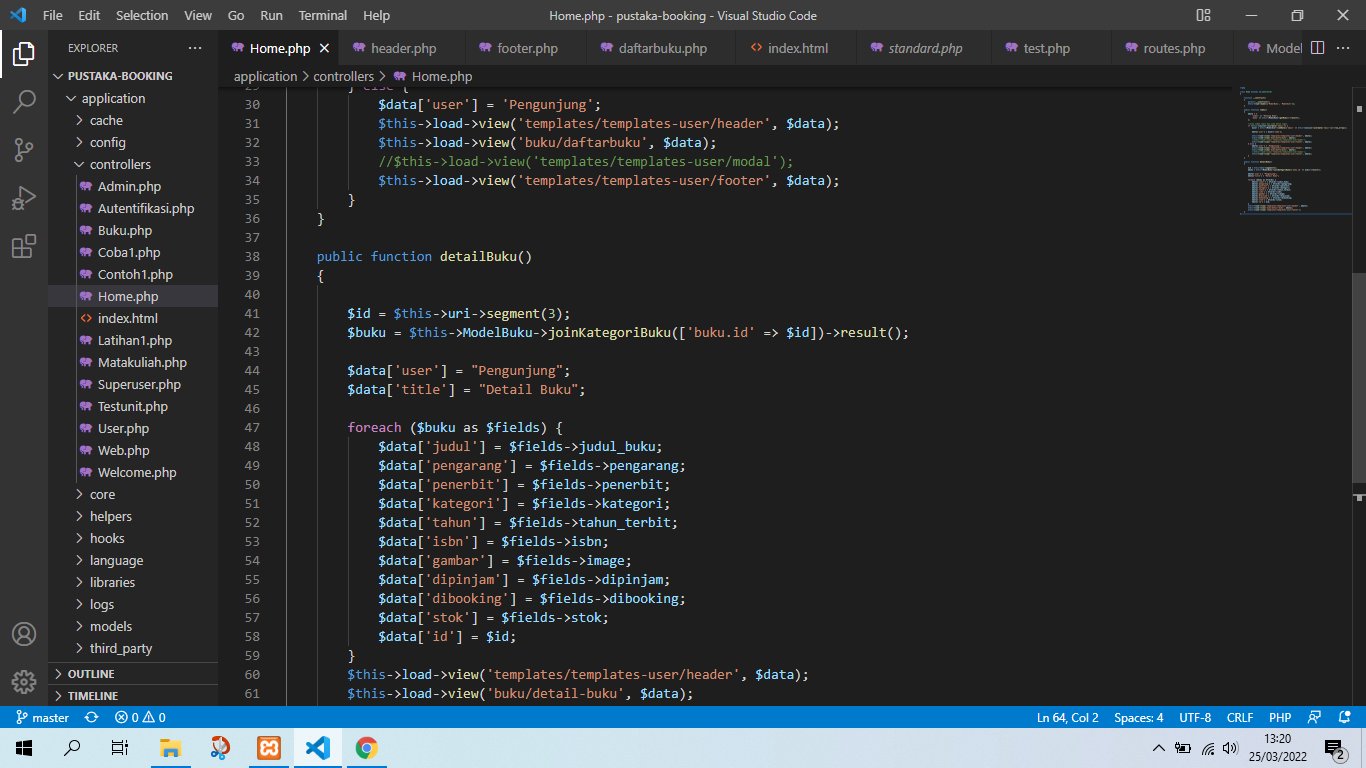 File Edit Selection View Go Run Terminal Help Home.php - pustaka-booking - Visual Studio Code
EXPLORER
PUSTAKA-BOOKING
application
cache
config
controllers
Admin.php
Autentifikasi.php
Buku.php
Coba1.php
Contoh1.php
Home.php
index.html
Latihan1.php
Matakuliah.php
Superuser.php
Testunit.php
User.php
Web.php
Welcome.php
core
helpers
hooks
language
libraries
logs
models
third_party
OUTLINE
TIMELINE
Home.php header.php footer.php daftarbuku.php index.html standard.php test.php routes.php Model
application > controllers > Home.php
29 } else {
30 $data['user'] = 'Pengunjung';
31 $this->load->view('templates/templates-user/header', $data);
32 $this->load->view('buku/daftarbuku', $data);
33 //$this->load->view('templates/templates-user/modal');
34 $this->load->view('templates/templates-user/footer', $data);
35 }
36 }
37
38 public function detailBuku()
39 {
40
41 $id = $this->uri->segment(3);
42 $buku = $this->ModelBuku->joinKategoriBuku(['buku.id' => $id])->result();
43
44 $data['user'] = "Pengunjung";
45 $data['title'] = "Detail Buku";
46
47 foreach ($buku as $fields) {
48 $data['judul'] = $fields->judul_buku;
49 $data['pengarang'] = $fields->pengarang;
50 $data['penerbit'] = $fields->penerbit;
51 $data['kategori'] = $fields->kategori;
52 $data['tahun'] = $fields->tahun_terbit;
53 $data['isbn'] = $fields->isbn;
54 $data['gambar'] = $fields->image;
55 $data['dipinjam'] = $fields->dipinjam;
56 $data['dibooking'] = $fields->dibooking;
57 $data['stok'] = $fields->stok;
58 $data['id'] = $id;
59 }
60 $this->load->view('templates/templates-user/header', $data);
61 $this->load->view('buku/detail-buku', $data);
master 0 0 Ln 64, Col 2 Spaces: 4 UTF-8 CRLF PHP
13:20
25/03/2022
2